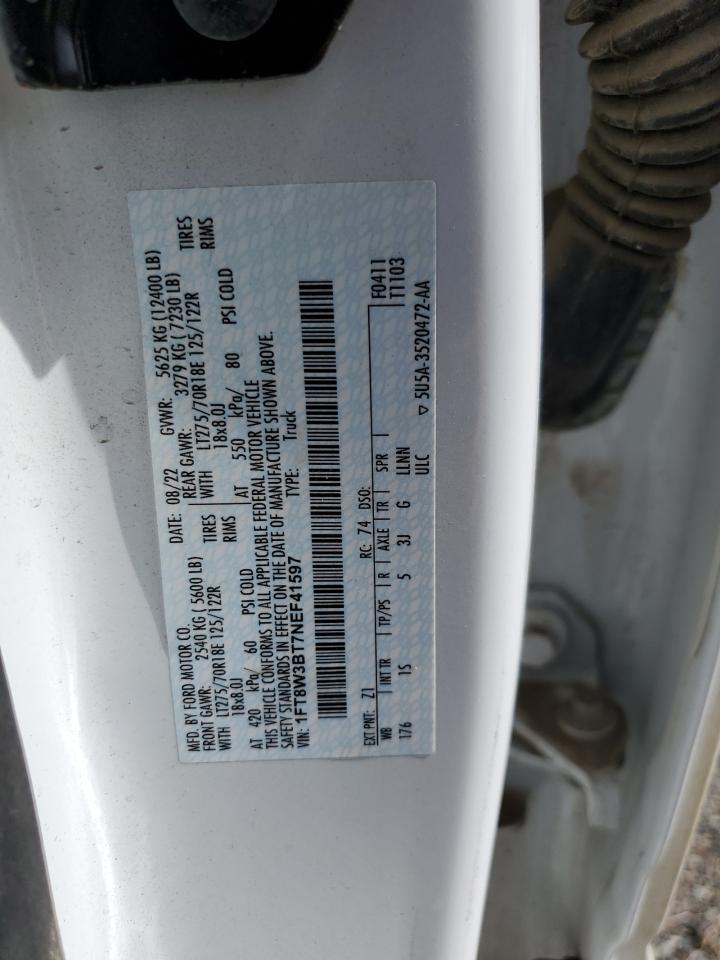 MFD. BY FORD MOTOR CO.
DATE: 08/22 GVWR: 5625 KG (12400 LB)
FRONT GAWR: 2540 KG ( 5600 LB) REAR GAWR: 3279 KG ( 7230 LB)
WITH LT275/70R18E 125/122R TIRES WITH LT275/70R18E 125/122R TIRES
18x8.0J RIMS 18x8.0J RIMS
AT 420 kPa/ 60 PSI COLD AT 550 kPa/ 80 PSI COLD
THIS VEHICLE CONFORMS TO ALL APPLICABLE FEDERAL MOTOR VEHICLE
SAFETY STANDARDS IN EFFECT ON THE DATE OF MANUFACTURE SHOWN ABOVE.
VIN: 1FT8W3BT7NEF41597 TYPE: Truck
EXT PNT: Z1 RC: 74 DSO: F0411
WB INT TR TP/PS R AXLE TR SPR T1103
176 1S 5 3J G LLNN
ULC ▽ 5U5A-3520472-AA